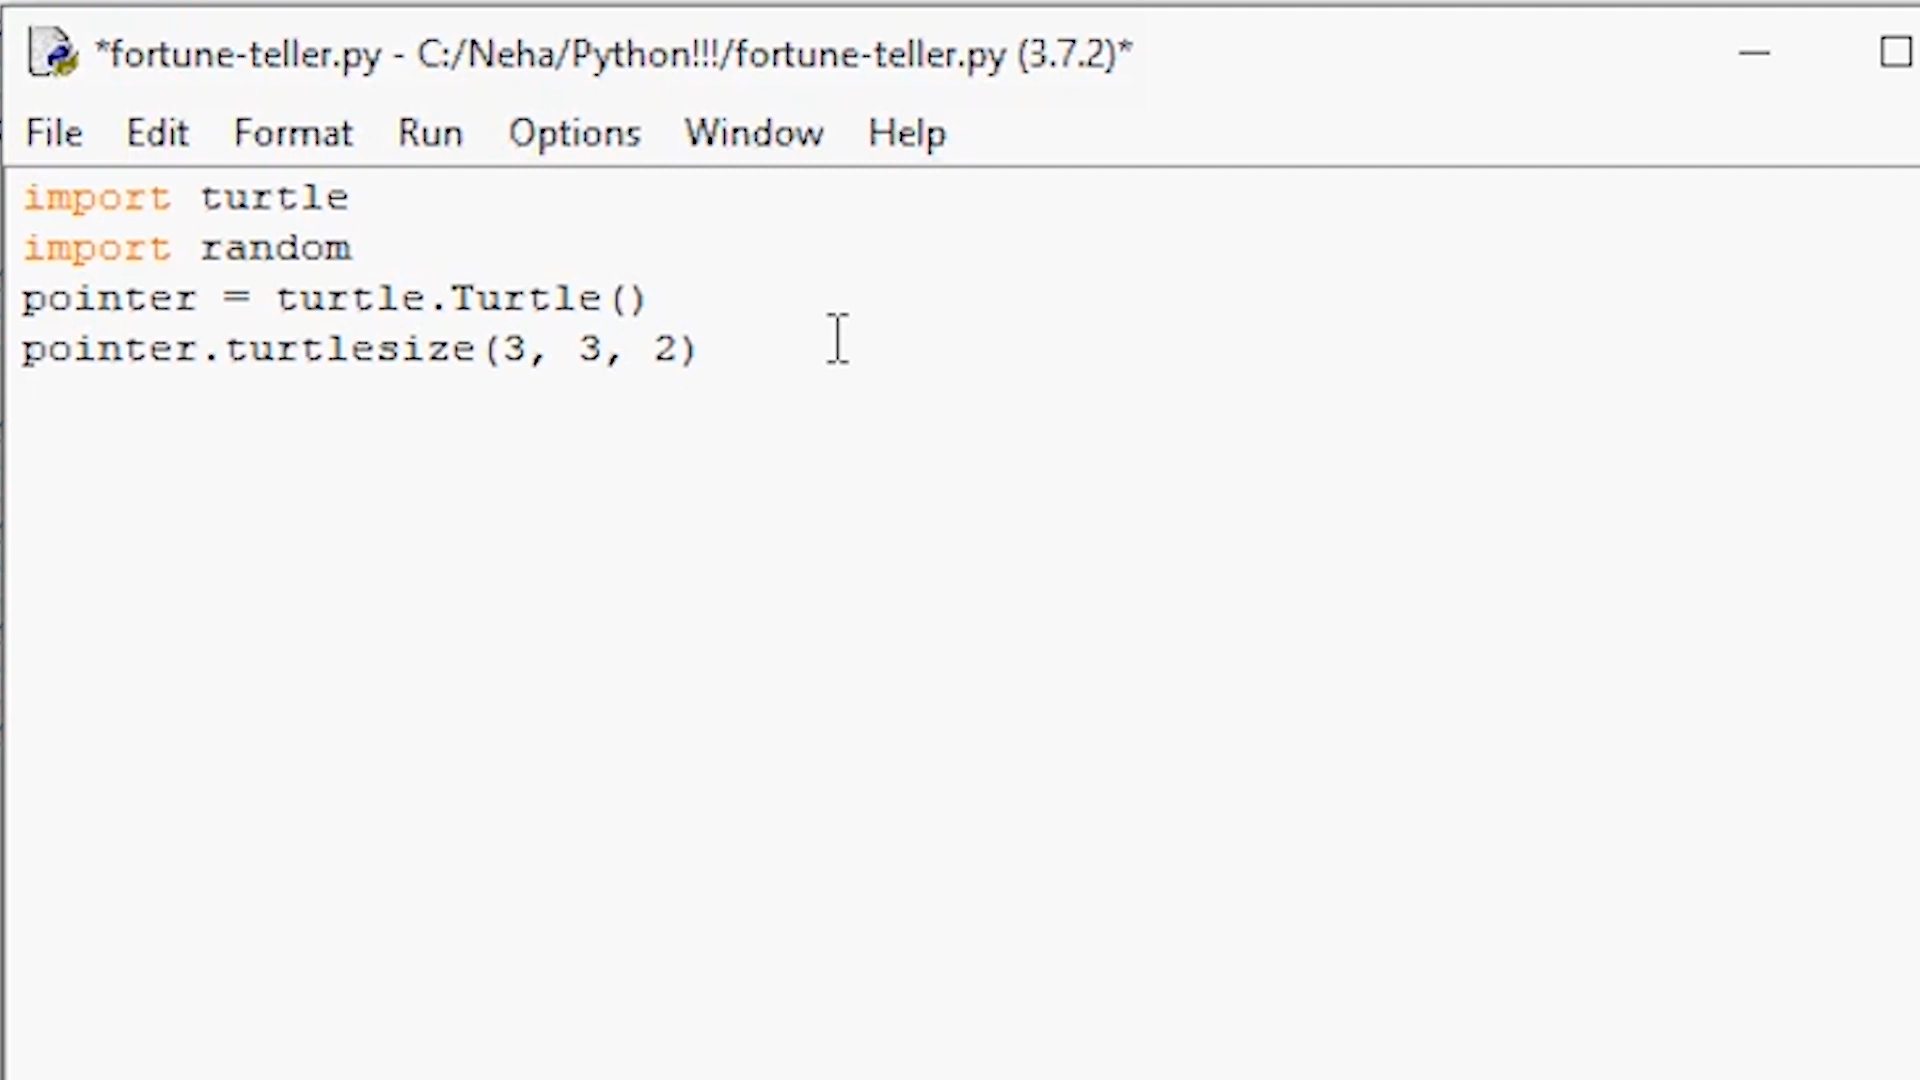 *fortune-teller.py - C:/Neha/Python!!!/fortune-teller.py (3.7.2)*
File Edit Format Run Options Window Help
import turtle
import random
pointer = turtle.Turtle()
pointer.turtlesize(3, 3, 2)